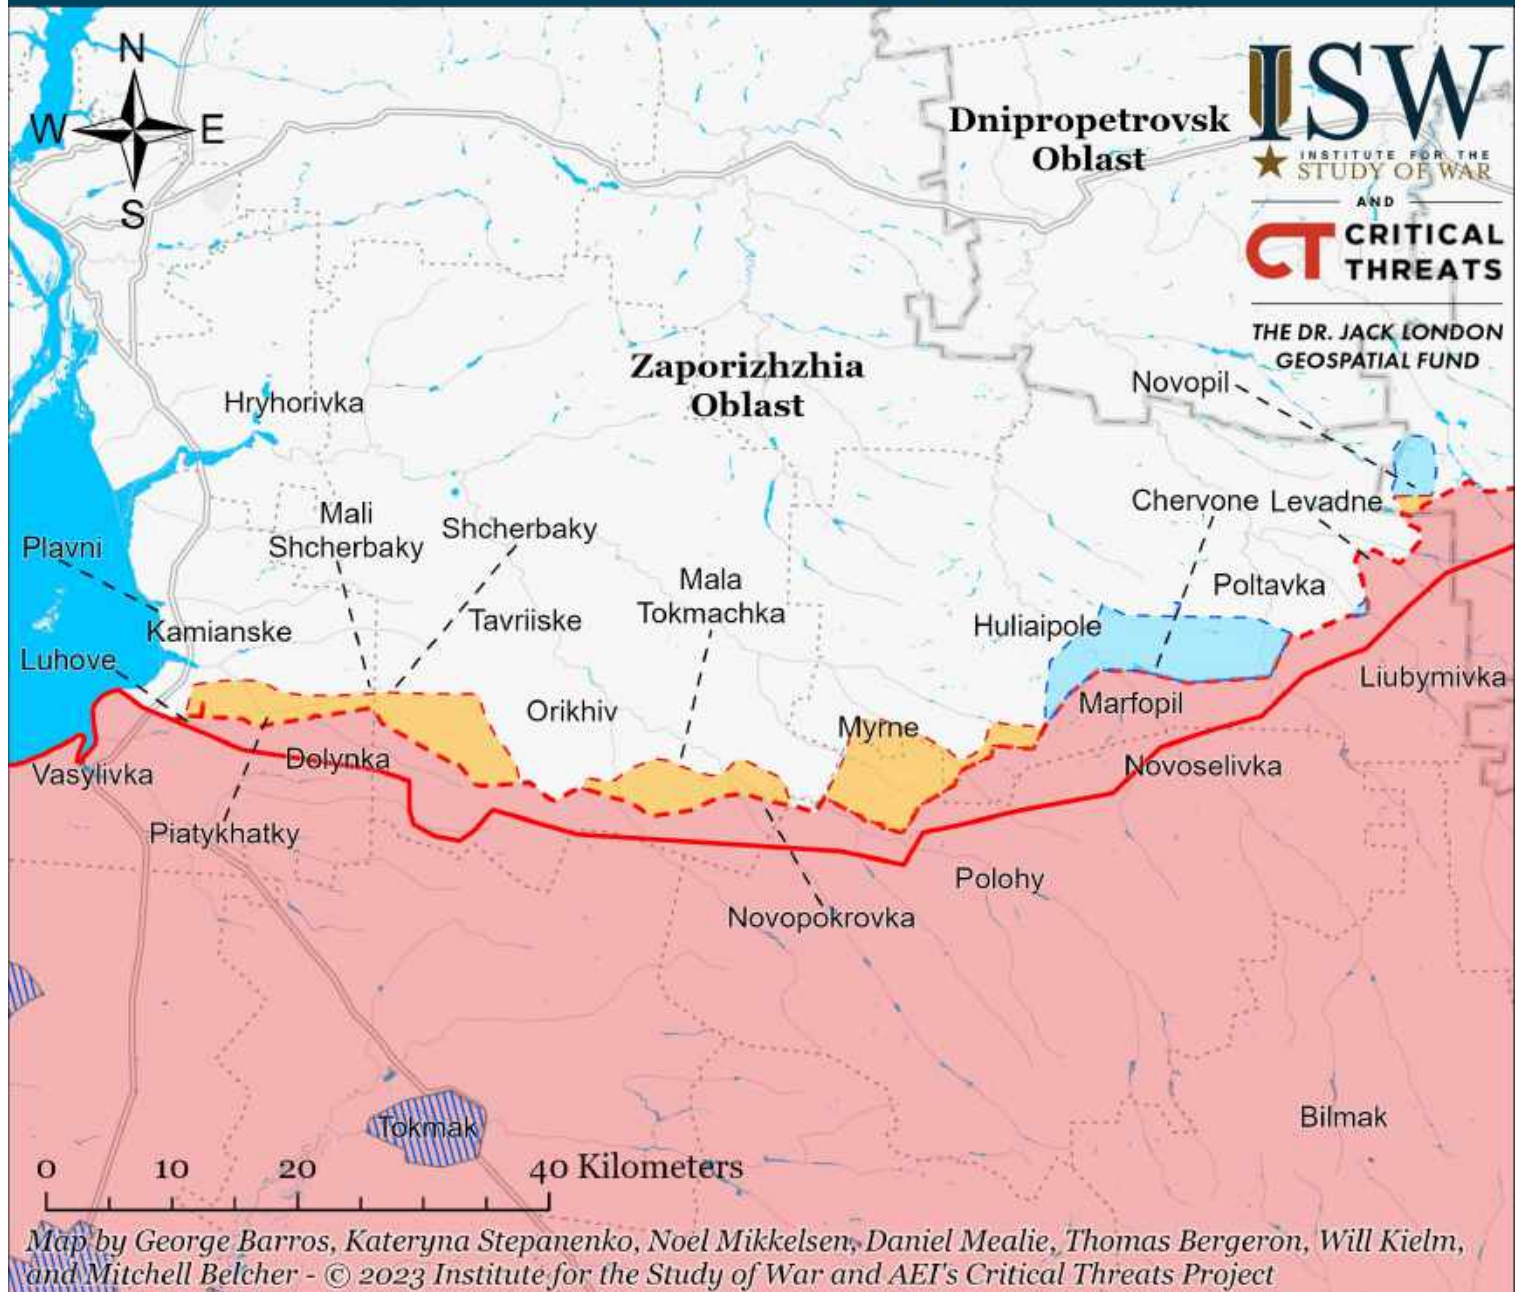 N
W E
S
Dnipropetrovsk
Oblast
ISW
INSTITUTE FOR THE
STUDY OF WAR
AND
CT CRITICAL
THREATS
THE DR. JACK LONDON
GEOSPATIAL FUND
Zaporizhzhia
Oblast
Novopil
Hryhorivka
Chervone Levadne
Mali
Shcherbaky
Shcherbaky
Plavni
Mala
Tokmachka
Poltavka
Tavriiske
Huliaipole
Kamianske
Luhove
Liubymivka
Orikhiv
Marfopil
Myrne
Dolynka
Novoselivka
Vasylivka
Piatykhatky
Polohy
Novopokrovka
Bilmak
Tokmak
0 10 20 40 Kilometers
Map by George Barros, Kateryna Stepanenko, Noel Mikkelsen, Daniel Mealie, Thomas Bergeron, Will Kielm,
and Mitchell Belcher - © 2023 Institute for the Study of War and AEI's Critical Threats Project